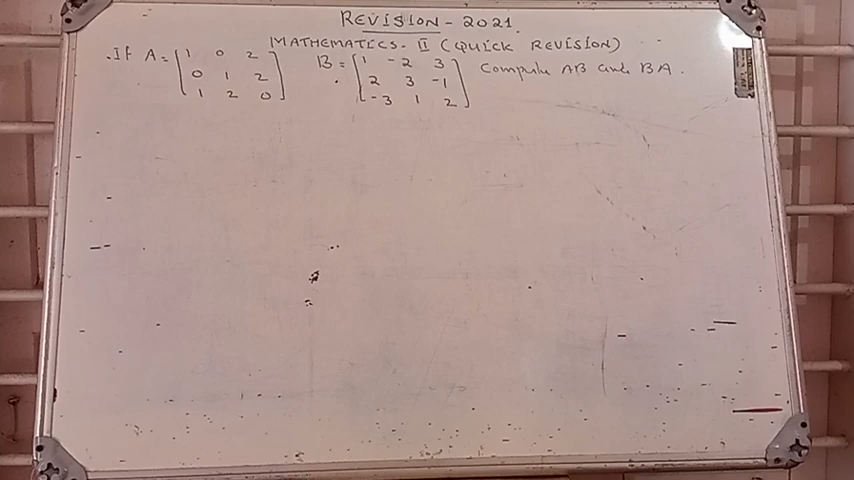 REVISION - 2021.
MATHEMATICS - II (QUICK REVISION)
.If A = [1 0 2 B = [1 -2 3] Compute AB and BA.
0 1 2 2 3 -1
1 2 0] -3 1 2